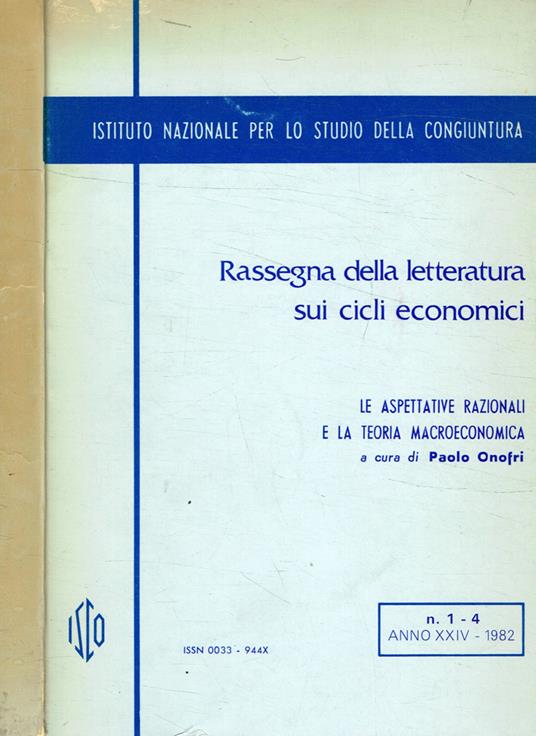 ISTITUTO NAZIONALE PER LO STUDIO DELLA CONGIUNTURA
Rassegna della letteratura
sui cicli economici
LE ASPETTATIVE RAZIONALI
E LA TEORIA MACROECONOMICA
a cura di Paolo Onofri
ISCO
ISSN 0033 - 944X
n. 1 - 4
ANNO XXIV - 1982